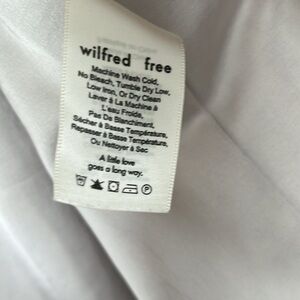 wilfred free
Machine Wash Cold,
No Bleach, Tumble Dry Low,
Low Iron, Or Dry Clean
Laver à La Machine à
L'eau Froide,
Pas De Blanchiment,
Sécher à Basse Température,
Repasser à Basse Température,
Ou Nettoyer à Sec
A little love
goes a long way.